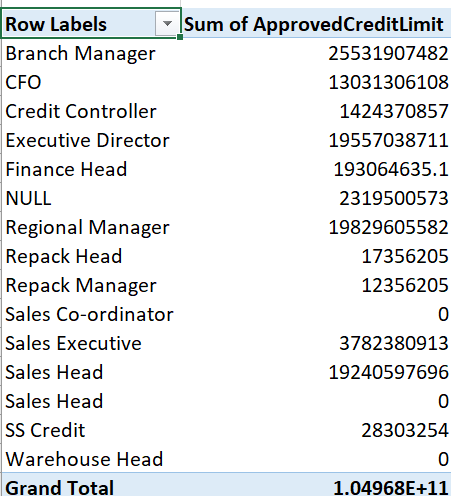 Row Labels Sum of ApprovedCreditLimit
Branch Manager 25531907482
CFO 13031306108
Credit Controller 1424370857
Executive Director 19557038711
Finance Head 193064635.1
NULL 2319500573
Regional Manager 19829605582
Repack Head 17356205
Repack Manager 12356205
Sales Co-ordinator 0
Sales Executive 3782380913
Sales Head 19240597696
Sales Head 0
SS Credit 28303254
Warehouse Head 0
Grand Total 1.04968E+11